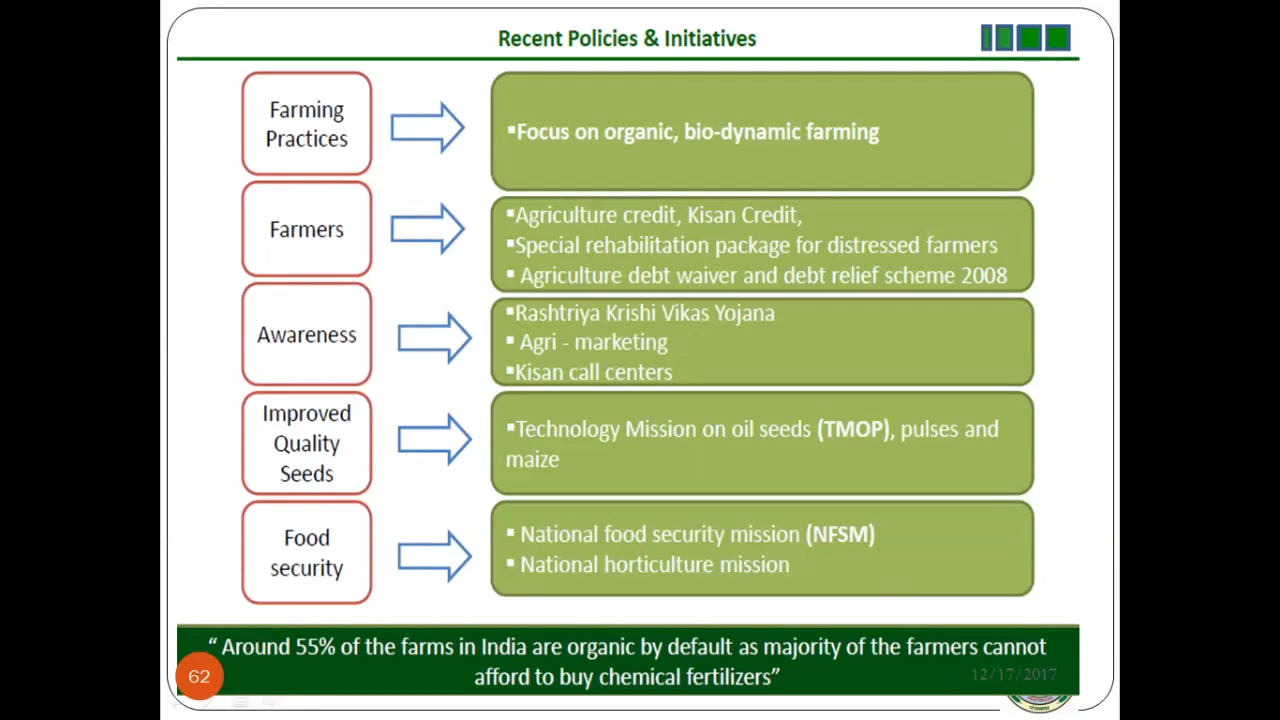 Recent Policies & Initiatives
Farming
Practices
▪Focus on organic, bio-dynamic farming
Farmers
▪Agriculture credit, Kisan Credit,
▪Special rehabilitation package for distressed farmers
▪ Agriculture debt waiver and debt relief scheme 2008
Awareness
▪Rashtriya Krishi Vikas Yojana
▪ Agri - marketing
▪Kisan call centers
Improved
Quality
Seeds
▪Technology Mission on oil seeds (TMOP), pulses and
maize
Food
security
▪ National food security mission (NFSM)
▪ National horticulture mission
“ Around 55% of the farms in India are organic by default as majority of the farmers cannot
afford to buy chemical fertilizers”
62
12/17/2017